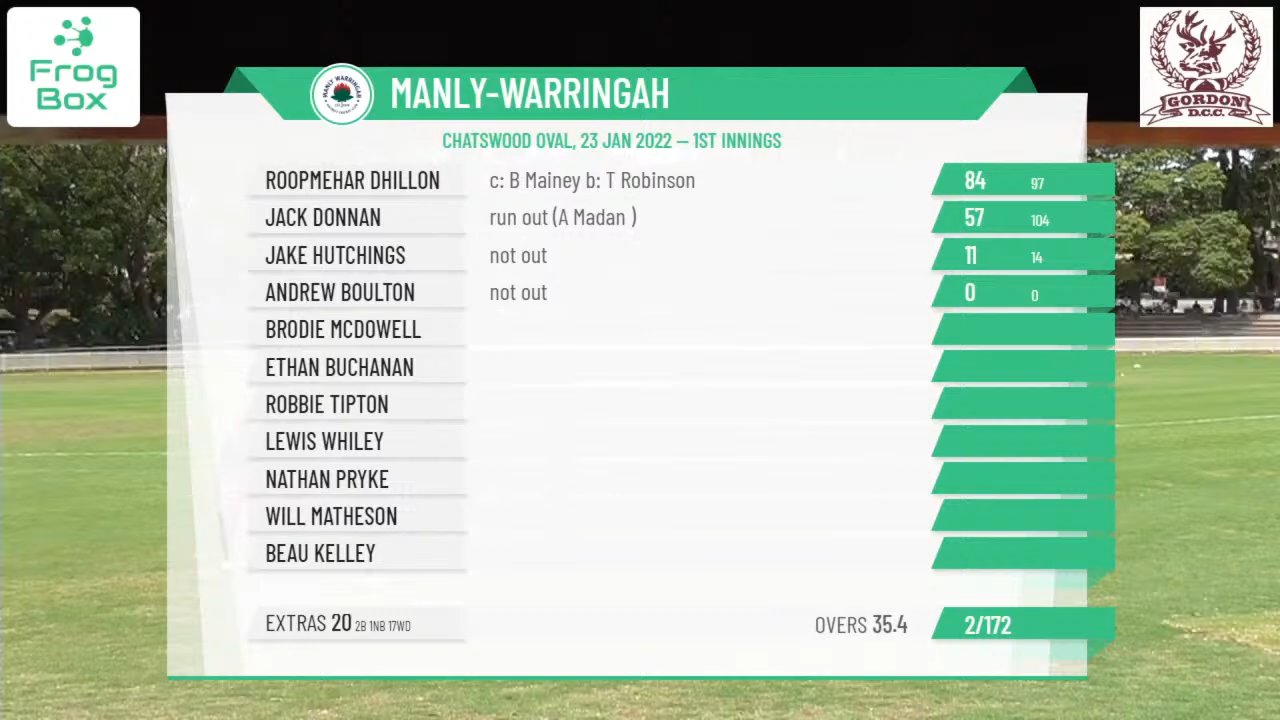 Frog
Box
GORDON
D.C.C.
MANLY WARRINGAH
MANLY-WARRINGAH
CHATSWOOD OVAL, 23 JAN 2022 – 1ST INNINGS
ROOPMEHAR DHILLON c: B Mainey b: T Robinson 84 97
JACK DONNAN run out (A Madan ) 57 104
JAKE HUTCHINGS not out 11 14
ANDREW BOULTON not out 0 0
BRODIE MCDOWELL
ETHAN BUCHANAN
ROBBIE TIPTON
LEWIS WHILEY
NATHAN PRYKE
WILL MATHESON
BEAU KELLEY
EXTRAS 20 2B 1NB 17WD OVERS 35.4 2/172